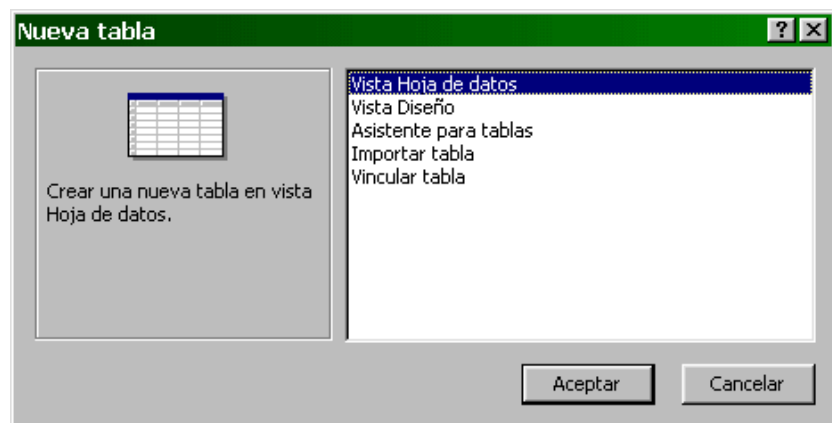 Nueva tabla
Crear una nueva tabla en vista
Hoja de datos.
Vista Hoja de datos
Vista Diseño
Asistente para tablas
Importar tabla
Vincular tabla
Aceptar
Cancelar